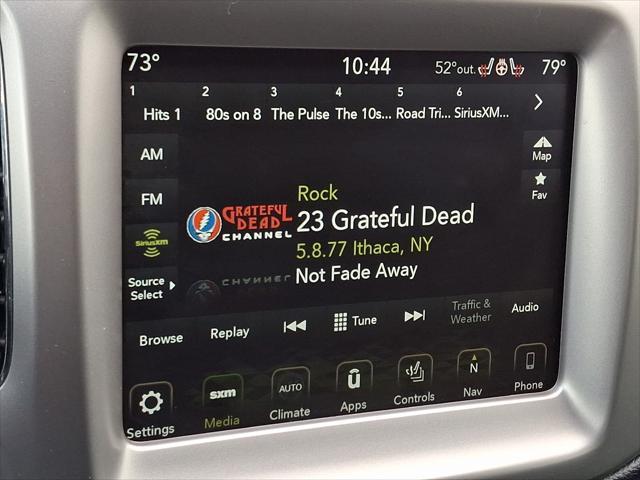 73° 10:44 52° out. 79°
1 2 3 4 5 6
Hits 1 80s on 8 The Pulse The 10s... Road Tri... SiriusXM...
AM
Map
FM
Fav
SiriusXM
Rock
GRATEFUL DEAD CHANNEL
23 Grateful Dead
5.8.77 Ithaca, NY
Not Fade Away
Source Select
Browse Replay Tune Traffic & Weather Audio
Settings
sxm Media
AUTO Climate
u Apps
Controls
N Nav
Phone